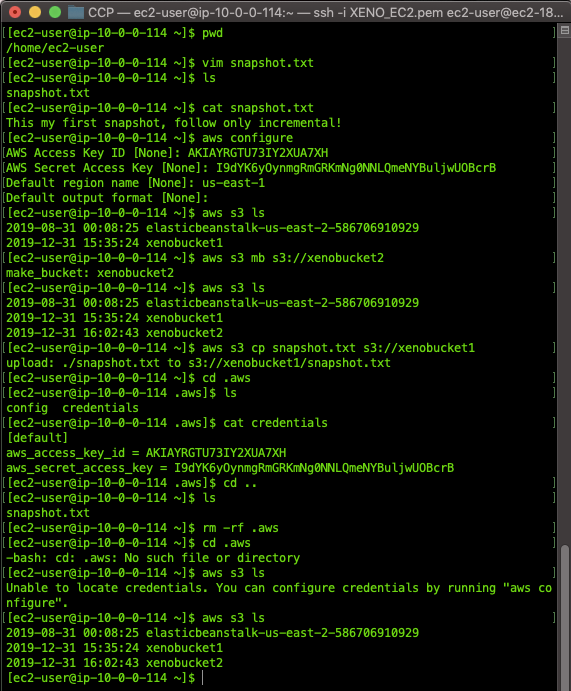 CCP — ec2-user@ip-10-0-0-114:~ — ssh -i XENO_EC2.pem ec2-user@ec2-18...
[[ec2-user@ip-10-0-0-114 ~]$ pwd ]
/home/ec2-user
[[ec2-user@ip-10-0-0-114 ~]$ vim snapshot.txt ]
[[ec2-user@ip-10-0-0-114 ~]$ ls ]
snapshot.txt
[[ec2-user@ip-10-0-0-114 ~]$ cat snapshot.txt ]
This my first snapshot, follow only incremental!
[[ec2-user@ip-10-0-0-114 ~]$ aws configure ]
[AWS Access Key ID [None]: AKIAYRGTU73IY2XUA7XH ]
[AWS Secret Access Key [None]: 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 ]
[Default region name [None]: us-east-1 ]
[Default output format [None]: ]
[[ec2-user@ip-10-0-0-114 ~]$ aws s3 ls ]
2019-08-31 00:08:25 elasticbeanstalk-us-east-2-586706910929
2019-12-31 15:35:24 xenobucket1
[[ec2-user@ip-10-0-0-114 ~]$ aws s3 mb s3://xenobucket2 ]
make_bucket: xenobucket2
[[ec2-user@ip-10-0-0-114 ~]$ aws s3 ls ]
2019-08-31 00:08:25 elasticbeanstalk-us-east-2-586706910929
2019-12-31 15:35:24 xenobucket1
2019-12-31 16:02:43 xenobucket2
[[ec2-user@ip-10-0-0-114 ~]$ aws s3 cp snapshot.txt s3://xenobucket1 ]
upload: ./snapshot.txt to s3://xenobucket1/snapshot.txt
[[ec2-user@ip-10-0-0-114 ~]$ cd .aws ]
[[ec2-user@ip-10-0-0-114 .aws]$ ls ]
config  credentials
[[ec2-user@ip-10-0-0-114 .aws]$ cat credentials ]
[default]
aws_access_key_id = AKIAYRGTU73IY2XUA7XH
aws_secret_access_key = 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
[[ec2-user@ip-10-0-0-114 .aws]$ cd .. ]
[[ec2-user@ip-10-0-0-114 ~]$ ls ]
snapshot.txt
[[ec2-user@ip-10-0-0-114 ~]$ rm -rf .aws ]
[[ec2-user@ip-10-0-0-114 ~]$ cd .aws ]
-bash: cd: .aws: No such file or directory
[[ec2-user@ip-10-0-0-114 ~]$ aws s3 ls ]
Unable to locate credentials. You can configure credentials by running "aws co
nfigure".
[[ec2-user@ip-10-0-0-114 ~]$ aws s3 ls ]
2019-08-31 00:08:25 elasticbeanstalk-us-east-2-586706910929
2019-12-31 15:35:24 xenobucket1
2019-12-31 16:02:43 xenobucket2
[ec2-user@ip-10-0-0-114 ~]$